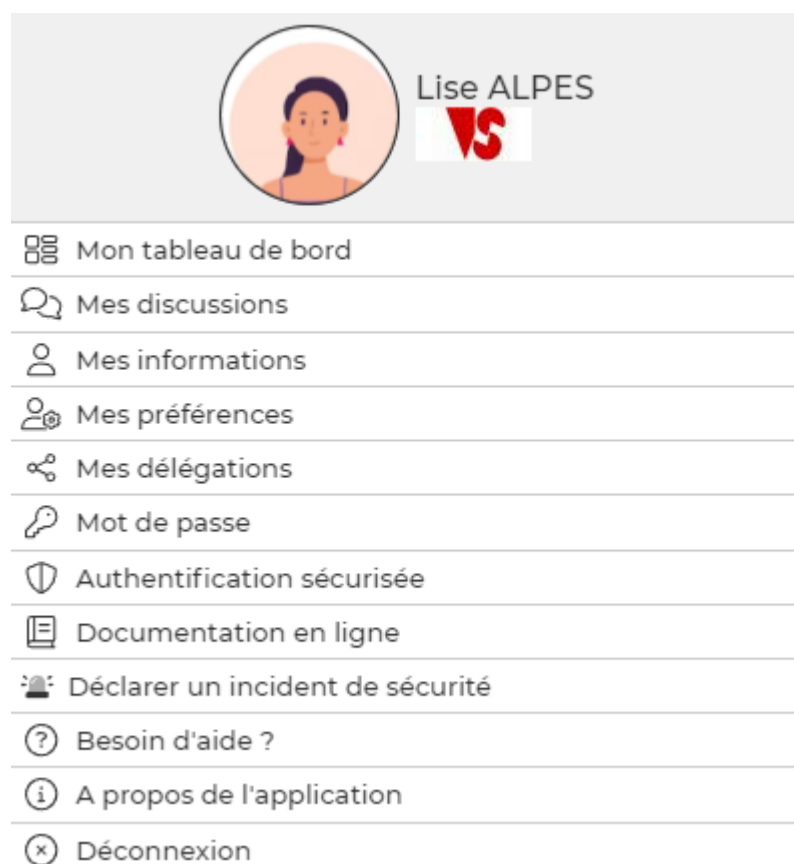 Lise ALPES
VS
Mon tableau de bord
Mes discussions
Mes informations
Mes préférences
Mes délégations
Mot de passe
Authentification sécurisée
Documentation en ligne
Déclarer un incident de sécurité
Besoin d'aide ?
A propos de l'application
Déconnexion